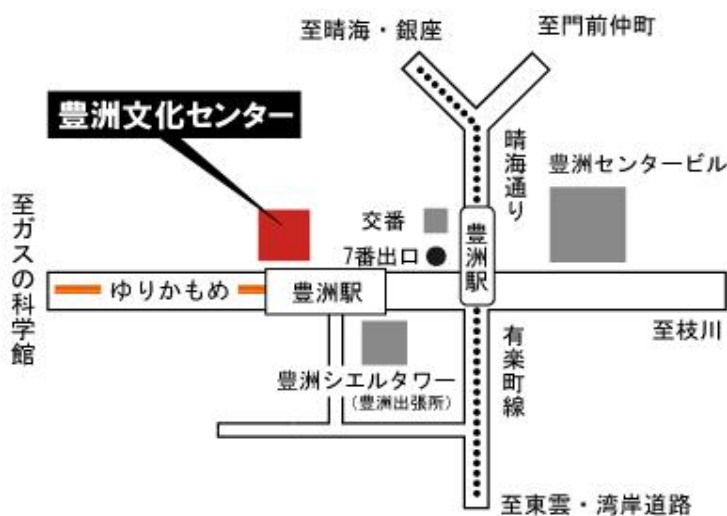 至晴海・銀座
至門前仲町
豊洲文化センター
晴海通り
豊洲センタービル
至ガスの科学館
交番
7番出口
豊洲駅
ゆりかもめ
豊洲駅
至枝川
有楽町線
豊洲シエルタワー
(豊洲出張所)
至東雲・湾岸道路